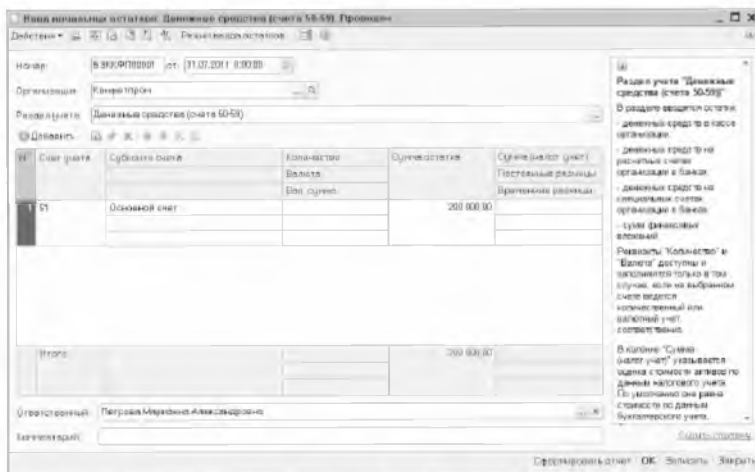 Ввод начальных остатков: Денежные средства (счета 50-59). Проведен
Действия Режим ввода остатков
Номер: от: 31.07.2011 0:00:00
Организация:
Раздел учета: Денежные средства (счета 50-59)
Добавить
N° Счет учета Субконто счета Количество Сумма остатка Сумма (налог. учет)
Валюта Постоянные разницы
Вал. сумма Временные разницы
1 51 Основной счет 200 000,00
Итого: 200 000,00
Ответственный: Петрова Марианна Александровна
Комментарий:
Раздел учета "Денежные
средства (счета 50-59)"
В разделе вводятся остатки:
- денежных средств в кассе
организации
- денежных средств на
расчетных счетах
организации в банках
- денежных средств на
специальных счетах
организации в банках
- сумм финансовых
вложений
Реквизиты "Количество" и
"Валюта" доступны и
заполняются только в том
случае, если на выбранном
счете ведется
количественный или
валютный учет,
соответственно.
В колонке "Сумма
(налог. учет)" указывается
оценка стоимости активов по
данным налогового учета.
По умолчанию она равна
стоимости по данным
бухгалтерского учета.
Сформировать отчет OK Записать Закрыть